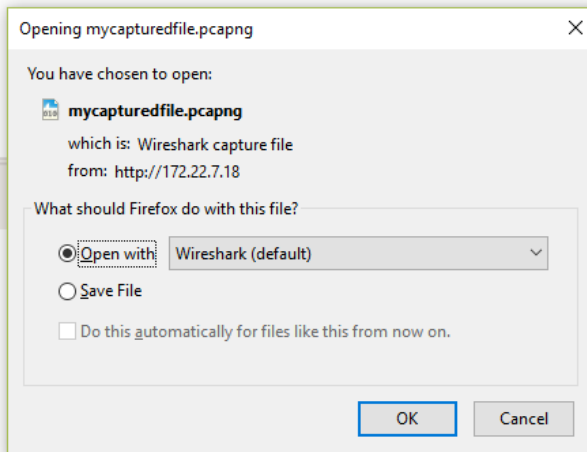 Opening mycapturedfile.pcapng
You have chosen to open:
mycapturedfile.pcapng
which is: Wireshark capture file
from: http://172.22.7.18
What should Firefox do with this file?
Open with Wireshark (default)
Save File
Do this automatically for files like this from now on.
OK Cancel